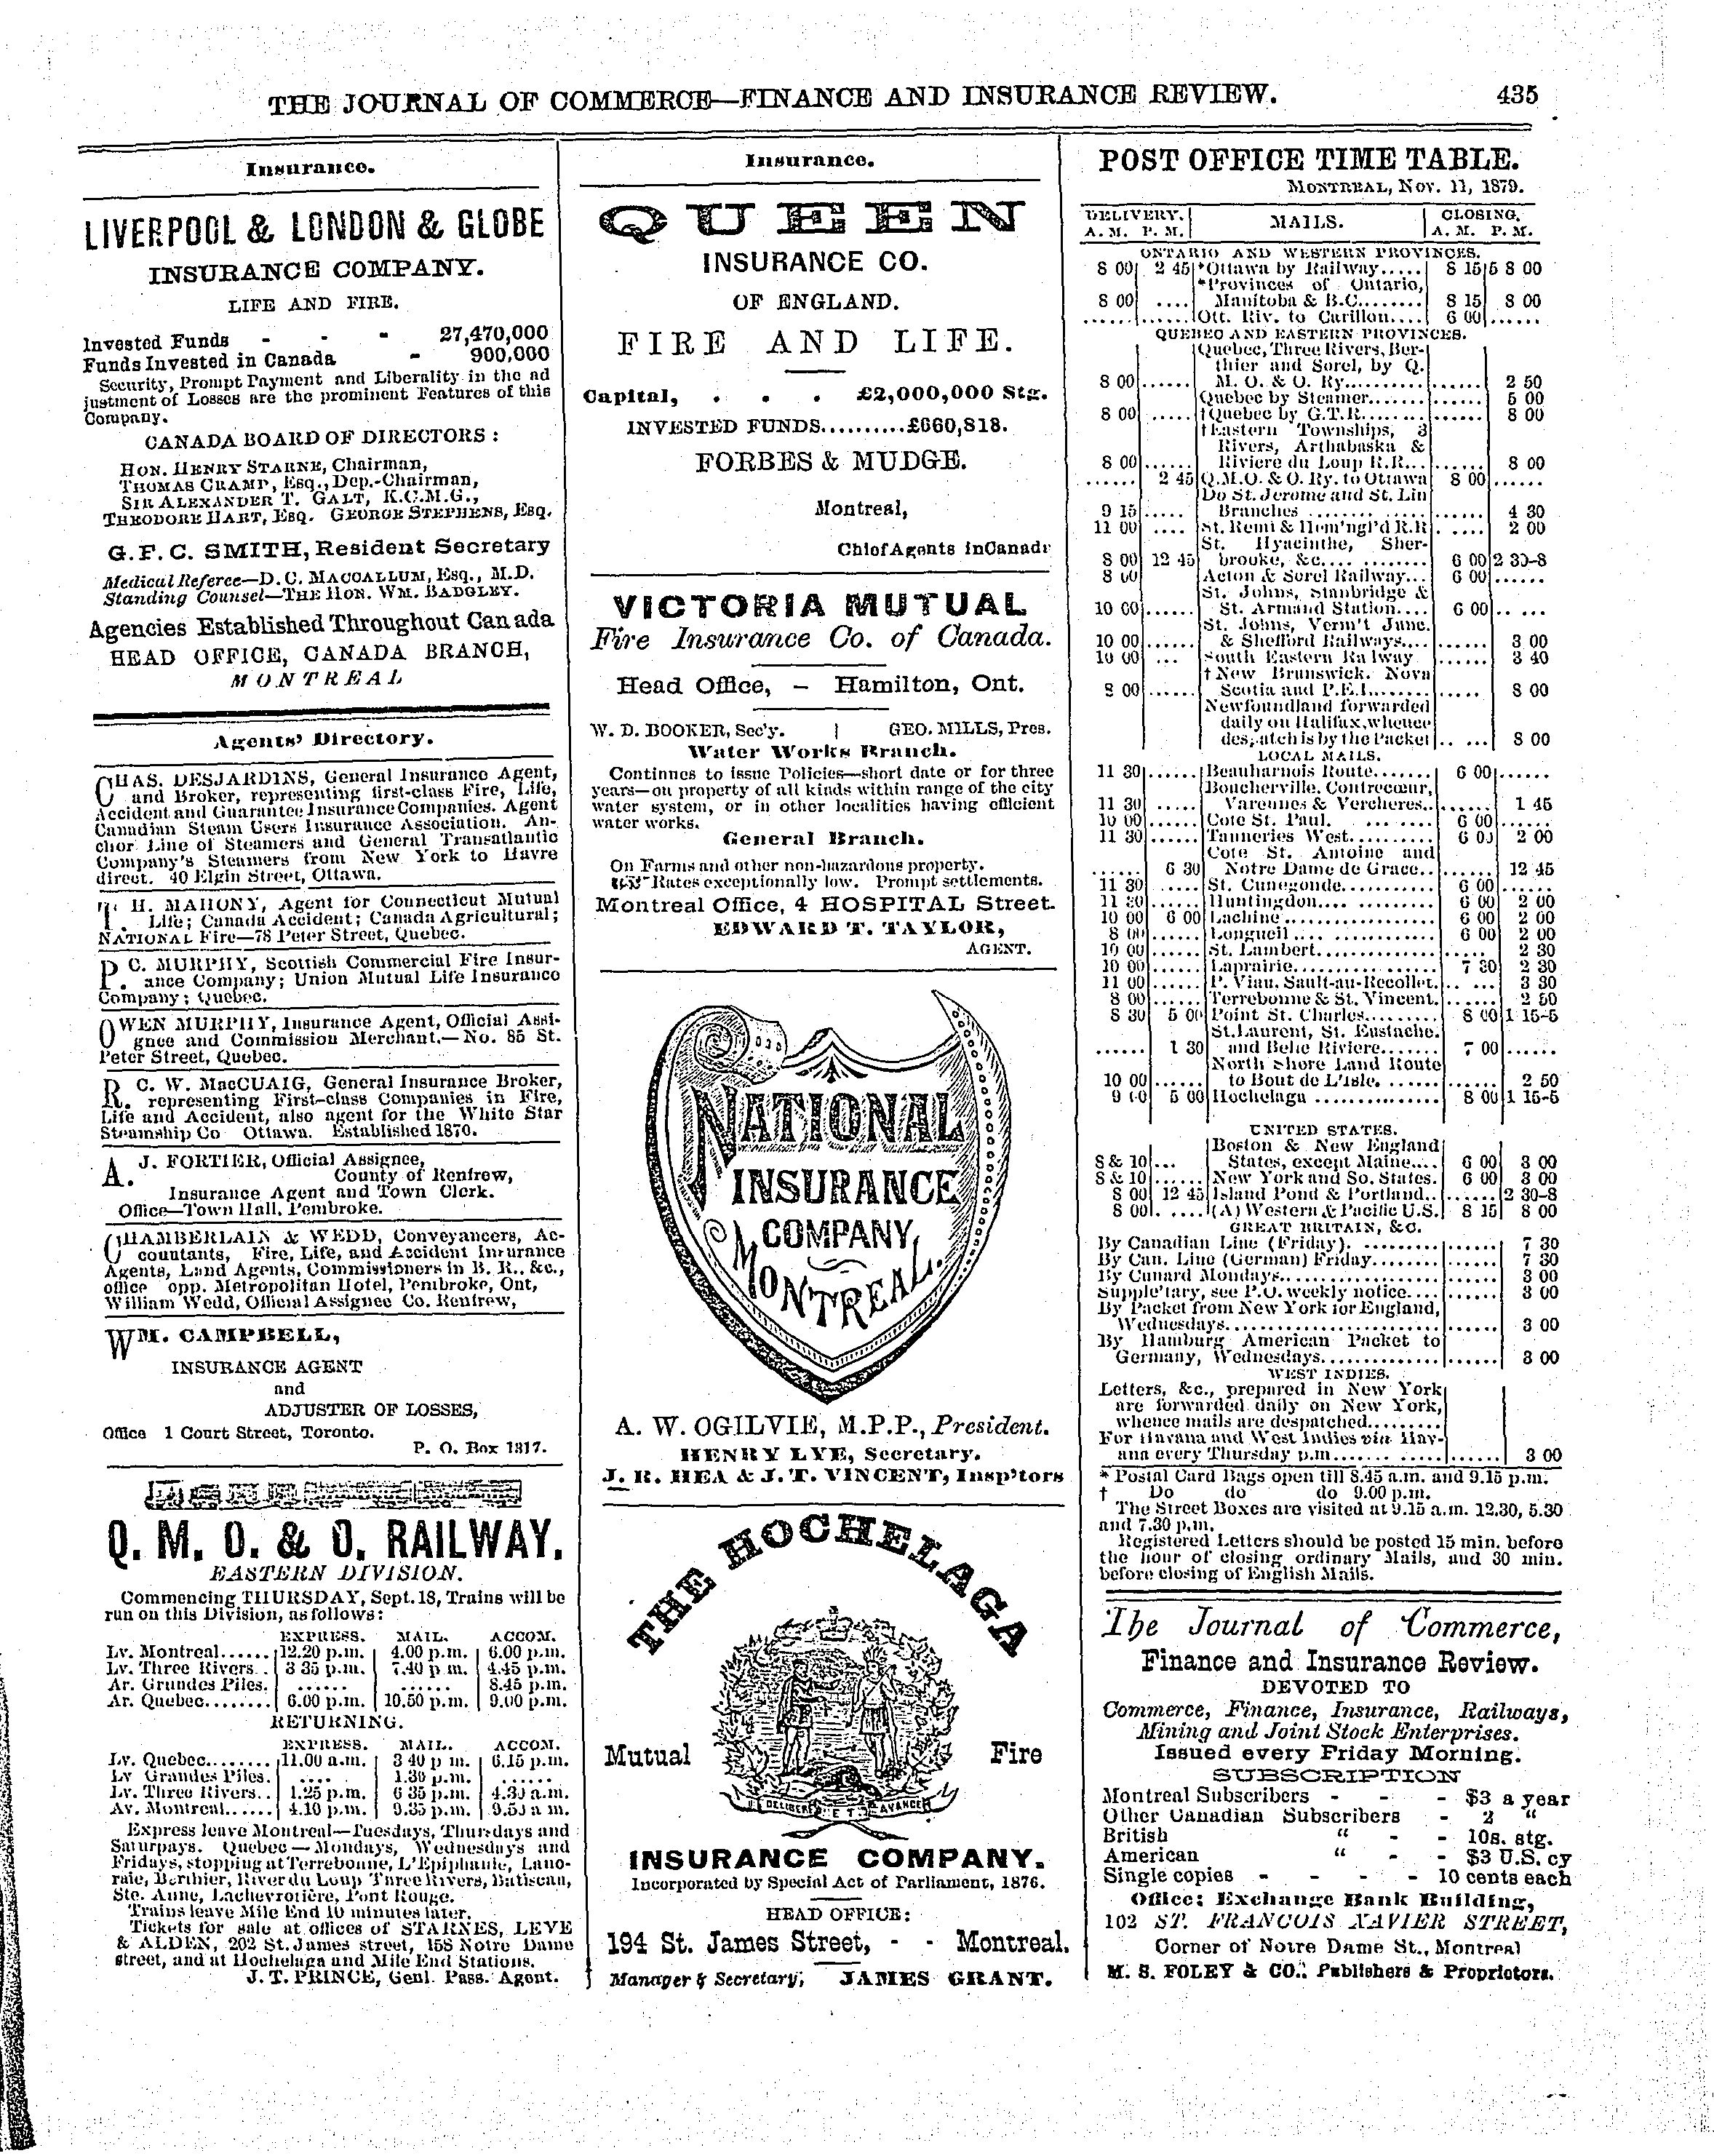 THE JOURNAL OF COMMERCE—FINANCE AND INSURANCE REVIEW. 435
Insurance.
LIVERPOOL & LONDON & GLOBE
INSURANCE COMPANY.
LIFE AND FIRE.
Invested Funds - - - 27,470,000
Funds Invested in Canada - 900,000
Security, Prompt Payment and Liberality in the ad
justment of Losses are the prominent Features of this
Company.
CANADA BOARD OF DIRECTORS :
HON. HENRY STARNE, Chairman,
THOMAS CRAMP, Esq., Dep.-Chairman,
SIR ALEXANDER T. GALT, K.C.M.G.,
THEODORE HART, Esq. GEORGE STEPHENS, Esq.
G. F. C. SMITH, Resident Secretary
Medical Referee—D. C. MACCALLUM, Esq., M.D.
Standing Counsel—THE HON. WM. BADGLEY.
Agencies Established Throughout Canada
HEAD OFFICE, CANADA BRANCH,
MONTREAL
Agents' Directory.
CHAS. DESJARDINS, General Insurance Agent,
and Broker, representing first-class Fire, Life,
Accident and Guarantee Insurance Companies. Agent
Canadian Steam Users Insurance Association. An-
chor Line of Steamers and General Transatlantic
Company's Steamers from New York to Havre
direct. 40 Elgin Street, Ottawa.
T. H. MAHONY, Agent for Connecticut Mutual
Life; Canada Accident; Canada Agricultural;
NATIONAL Fire—78 Peter Street, Quebec.
P. C. MURPHY, Scottish Commercial Fire Insur-
ance Company; Union Mutual Life Insurance
Company; Quebec.
OWEN MURPHY, Insurance Agent, Official Assi-
gnee and Commission Merchant.—No. 85 St.
Peter Street, Quebec.
R. C. W. MacCUAIG, General Insurance Broker,
representing First-class Companies in Fire,
Life and Accident, also agent for the White Star
Steamship Co Ottawa. Established 1870.
A. J. FORTIER, Official Assignee,
County of Renfrew,
Insurance Agent and Town Clerk.
Office—Town Hall, Pembroke.
CHAMBERLAIN & WEDD, Conveyancers, Ac-
countants, Fire, Life, and Accident Insurance
Agents, Land Agents, Commissioners in B. R., &c.,
office opp. Metropolitan Hotel, Pembroke, Ont,
William Wedd, Official Assignee Co. Renfrew,
WM. CAMPBELL,
INSURANCE AGENT
and
ADJUSTER OF LOSSES,
Office 1 Court Street, Toronto.
P. O. Box 1317.
Q. M. O. & O. RAILWAY.
EASTERN DIVISION.
Commencing THURSDAY, Sept. 18, Trains will be
run on this Division, as follows:
EXPRESS. MAIL. ACCOM.
Lv. Montreal...... 12.20 p.m. 4.00 p.m. 6.00 p.m.
Lv. Three Rivers.. 3 35 p.m. 7.40 p m. 4.45 p.m.
Ar. Grandes Piles. ...... ...... 8.45 p.m.
Ar. Quebec........ 6.00 p.m. 10.50 p.m. 9.00 p.m.
RETURNING.
EXPRESS. MAIL. ACCOM.
Lv. Quebec....... 11.00 a.m. 3 40 p m. 6.15 p.m.
Lv Grandes Piles. .... 1.30 p.m. ......
Lv. Three Rivers.. 1.25 p.m. 6 35 p.m. 4.30 a.m.
Av. Montreal...... 4.10 p.m. 9.35 p.m. 9.50 a m.
Express leave Montreal—Tuesdays, Thursdays and
Saturpays. Quebec—Mondays, Wednesdays and
Fridays, stopping at Terrebonne, L'Epiphanie, Lano-
raie, Berthier, River du Loup Three Rivers, Batiscan,
Ste. Anne, Lachevrotière, Pont Rouge.
Trains leave Mile End 10 minutes later.
Tickets for sale at offices of STARNES, LEVE
& ALDEN, 202 St. James street, 158 Notre Dame
street, and at Hochelaga and Mile End Stations.
J. T. PRINCE, Genl. Pass. Agent.
Insurance.
QUEEN
INSURANCE CO.
OF ENGLAND.
FIRE AND LIFE.
Capital, . . . £2,000,000 Stg.
INVESTED FUNDS..........£660,818.
FORBES & MUDGE.
Montreal,
Chief Agents in Canada
VICTORIA MUTUAL
Fire Insurance Co. of Canada.
Head Office, - Hamilton, Ont.
W. D. BOOKER, Sec'y. | GEO. MILLS, Pres.
Water Works Branch.
Continues to issue Policies—short date or for three
years—on property of all kinds within range of the city
water system, or in other localities having efficient
water works.
General Branch.
On Farms and other non-hazardous property.
Rates exceptionally low. Prompt settlements.
Montreal Office, 4 HOSPITAL Street.
EDWARD T. TAYLOR,
AGENT.
NATIONAL
INSURANCE
COMPANY,
MONTREAL.
A. W. OGILVIE, M.P.P., President.
HENRY LYE, Secretary.
J. R. HEA & J. T. VINCENT, Insp'tors
THE HOCHELAGA
Mutual Fire
INSURANCE COMPANY.
Incorporated by Special Act of Parliament, 1876.
HEAD OFFICE:
194 St. James Street, - - Montreal.
Manager & Secretary, JAMES GRANT.
POST OFFICE TIME TABLE.
MONTREAL, Nov. 11, 1879.
DELIVERY. MAILS. CLOSING.
A. M. P. M. A. M. P. M.
ONTARIO AND WESTERN PROVINCES.
8 00 2 45 *Ottawa by Railway..... 8 15 5 8 00
*Provinces of Ontario,
8 00 .... Manitoba & B.C........ 8 15 8 00
Ott. Riv. to Carillon.... 6 00
QUEBEC AND EASTERN PROVINCES.
Quebec, Three Rivers, Ber-
thier and Sorel, by Q.
8 00 ...... M. O. & O. Ry.......... 2 50
Quebec by Steamer....... 5 00
8 00 ..... †Quebec by G.T.R........ 8 00
†Eastern Townships, 3
Rivers, Arthabaska &
8 00 ...... Riviere du Loup R.R... 8 00
...... 2 45 Q.M.O. & O. Ry. to Ottawa 8 00
Do St. Jerome and St. Lin
9 15 ..... Branches ............. 4 30
11 00 .... St. Remi & Hem'ngf'd R.R 2 00
St. Hyacinthe, Sher-
8 00 12 45 brooke, &c............ 6 00 2 30-8
8 00 Acton & Sorel Railway... 6 00
St. Johns, Stanbridge &
10 00 ...... St. Armand Station.... 6 00
St. Johns, Verm't Junc.
10 00 ...... & Shefford Railways.... 3 00
10 00 ... South Eastern Railway 3 40
†New Brunswick. Nova
8 00 ...... Scotia and P.E.I....... 8 00
Newfoundland forwarded
daily on Halifax, whence
despatch is by the Packet 8 00
LOCAL MAILS.
11 30 ...... Beauharnois Route....... 6 00
Boucherville, Contrecœur,
11 30 ..... Varennes & Vercheres.. 1 45
10 00 ...... Cote St. Paul. 6 00
11 30 ...... Tanneries West.......... 6 00 2 00
Cote St. Antoine and
...... 6 30 Notre Dame de Grace.. 12 45
11 30 ..... St. Cunegonde.......... 6 00
11 30 ...... Huntingdon.... 6 00 2 00
10 00 6 00 Lachine................ 6 00 2 00
8 00 ...... Longueil............... 6 00 2 00
10 00 ...... St. Lambert............ 2 30
10 00 ...... Laprairie.............. 7 30 2 30
11 00 ...... P. Viau, Sault-au-Recollet. 3 30
8 00 ...... Terrebonne & St. Vincent. 2 50
8 30 5 00 Point St. Charles........ 8 00 1 15-5
St. Laurent, St. Eustache.
...... 1 30 and Belle Riviere....... 7 00
North Shore Land Route
10 00 ...... to Bout de L'Isle. 2 50
9 00 5 00 Hochelaga .............. 8 00 1 15-5
UNITED STATES.
Boston & New England
8 & 10 ... States, except Maine.... 6 00 3 00
8 & 10 ...... New York and So. States. 6 00 3 00
8 00 12 45 Island Pond & Portland.. 2 30-8
8 00 ..... (A) Western & Pacific U.S. 8 15 8 00
GREAT BRITAIN, &C.
By Canadian Line (Friday). 7 30
By Can. Line (German) Friday........ 7 30
By Cunard Mondays.................. 3 00
Supple'tary, see P.O. weekly notice.... 3 00
By Packet from New York for England,
Wednesdays........................ 3 00
By Hamburg American Packet to
Germany, Wednesdays.............. 3 00
WEST INDIES.
Letters, &c., prepared in New York
are forwarded daily on New York,
whence mails are despatched.........
For Havana and West Indies via Hav-
ana every Thursday p.m............. 3 00
* Postal Card Bags open till 8.45 a.m. and 9.15 p.m.
† Do do do 9.00 p.m.
The Street Boxes are visited at 9.15 a.m. 12.30, 5.30
and 7.30 p.m.
Registered Letters should be posted 15 min. before
the hour of closing ordinary Mails, and 30 min.
before closing of English Mails.
The Journal of Commerce,
Finance and Insurance Review.
DEVOTED TO
Commerce, Finance, Insurance, Railways,
Mining and Joint Stock Enterprises.
Issued every Friday Morning.
SUBSCRIPTION
Montreal Subscribers - - - $3 a year
Other Canadian Subscribers - 2 "
British " - - 10s. stg.
American " - - $3 U.S. cy
Single copies - - - - 10 cents each
Office: Exchange Bank Building,
102 ST. FRANCOIS XAVIER STREET,
Corner of Notre Dame St., Montreal
M. S. FOLEY & CO., Publishers & Proprietors.